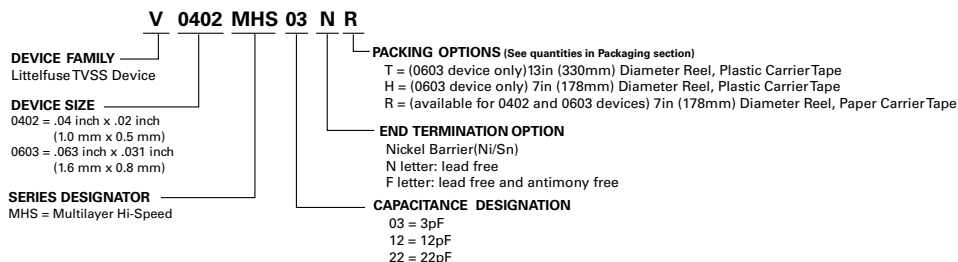 V 0402 MHS 03 N R
DEVICE FAMILY
Littelfuse TVSS Device
DEVICE SIZE
0402 = .04 inch x .02 inch
(1.0 mm x 0.5 mm)
0603 = .063 inch x .031 inch
(1.6 mm x 0.8 mm)
SERIES DESIGNATOR
MHS = Multilayer Hi-Speed
PACKING OPTIONS (See quantities in Packaging section)
T = (0603 device only)13in (330mm) Diameter Reel, Plastic Carrier Tape
H = (0603 device only) 7in (178mm) Diameter Reel, Plastic Carrier Tape
R = (available for 0402 and 0603 devices) 7in (178mm) Diameter Reel, Paper Carrier Tape
END TERMINATION OPTION
Nickel Barrier(Ni/Sn)
N letter: lead free
F letter: lead free and antimony free
CAPACITANCE DESIGNATION
03 = 3pF
12 = 12pF
22 = 22pF